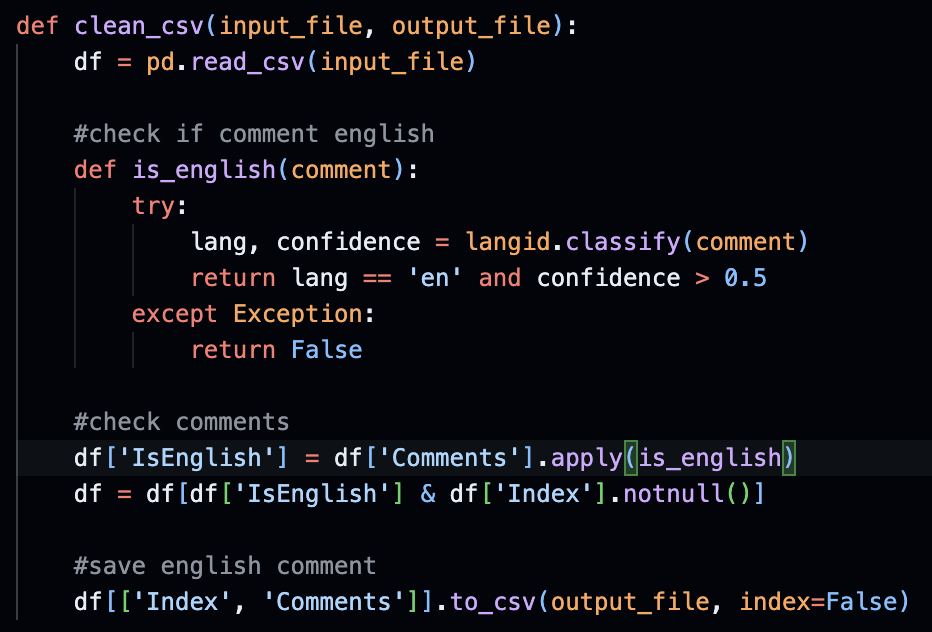 def clean_csv(input_file, output_file):
    df = pd.read_csv(input_file)
    #check if comment english
    def is_english(comment):
        try:
            lang, confidence = langid.classify(comment)
            return lang == 'en' and confidence > 0.5
        except Exception:
            return False
    #check comments
    df['IsEnglish'] = df['Comments'].apply(is_english)
    df = df[df['IsEnglish'] & df['Index'].notnull()]
    #save english comment
    df[['Index', 'Comments']].to_csv(output_file, index=False)